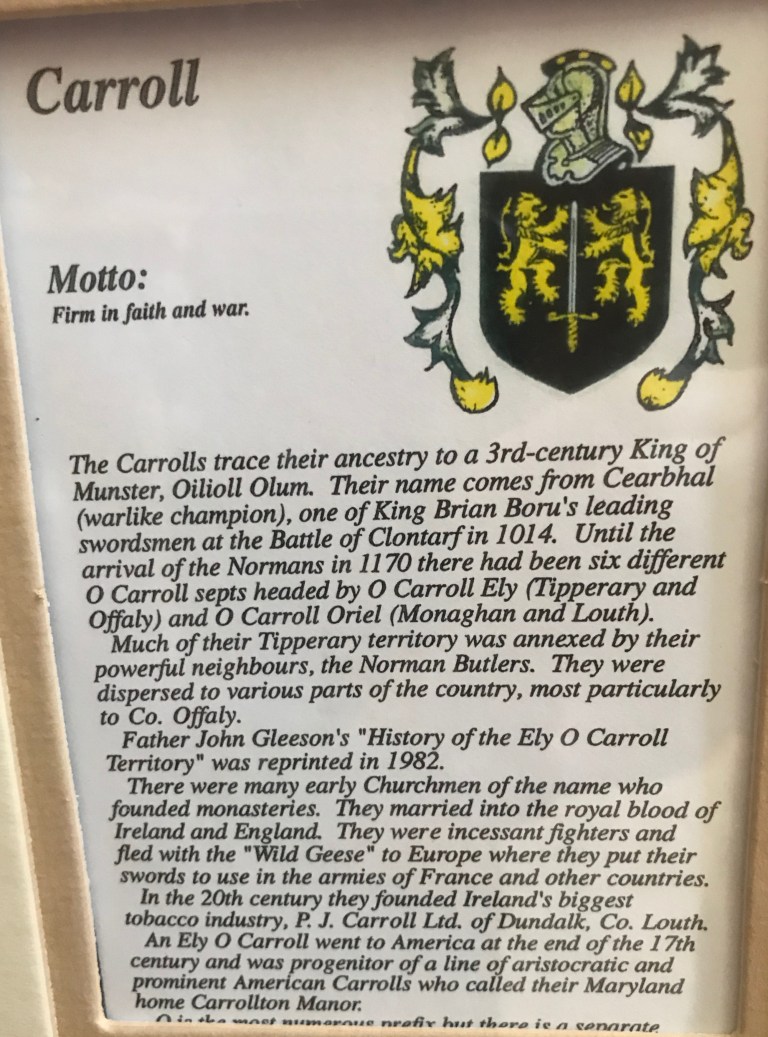 Carroll
Motto:
Firm in faith and war.
The Carrolls trace their ancestry to a 3rd-century King of
Munster, Oilioll Olum. Their name comes from Cearbhal
(warlike champion), one of King Brian Boru's leading
swordsmen at the Battle of Clontarf in 1014. Until the
arrival of the Normans in 1170 there had been six different
O Carroll septs headed by O Carroll Ely (Tipperary and
Offaly) and O Carroll Oriel (Monaghan and Louth).
Much of their Tipperary territory was annexed by their
powerful neighbours, the Norman Butlers. They were
dispersed to various parts of the country, most particularly
to Co. Offaly.
Father John Gleeson's "History of the Ely O Carroll
Territory" was reprinted in 1982.
There were many early Churchmen of the name who
founded monasteries. They married into the royal blood of
Ireland and England. They were incessant fighters and
fled with the "Wild Geese" to Europe where they put their
swords to use in the armies of France and other countries.
In the 20th century they founded Ireland's biggest
tobacco industry, P. J. Carroll Ltd. of Dundalk, Co. Louth.
An Ely O Carroll went to America at the end of the 17th
century and was progenitor of a line of aristocratic and
prominent American Carrolls who called their Maryland
home Carrollton Manor.
O is the most numerous prefix but there is a separate